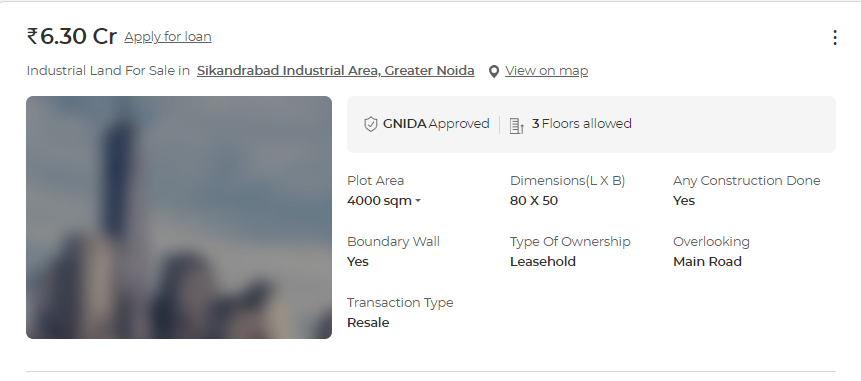 ₹6.30 Cr Apply for loan
Industrial Land For Sale in Sikandrabad Industrial Area, Greater Noida View on map
GNIDA Approved 3 Floors allowed
Plot Area Dimensions(L X B) Any Construction Done
4000 sqm 80 X 50 Yes
Boundary Wall Type Of Ownership Overlooking
Yes Leasehold Main Road
Transaction Type
Resale